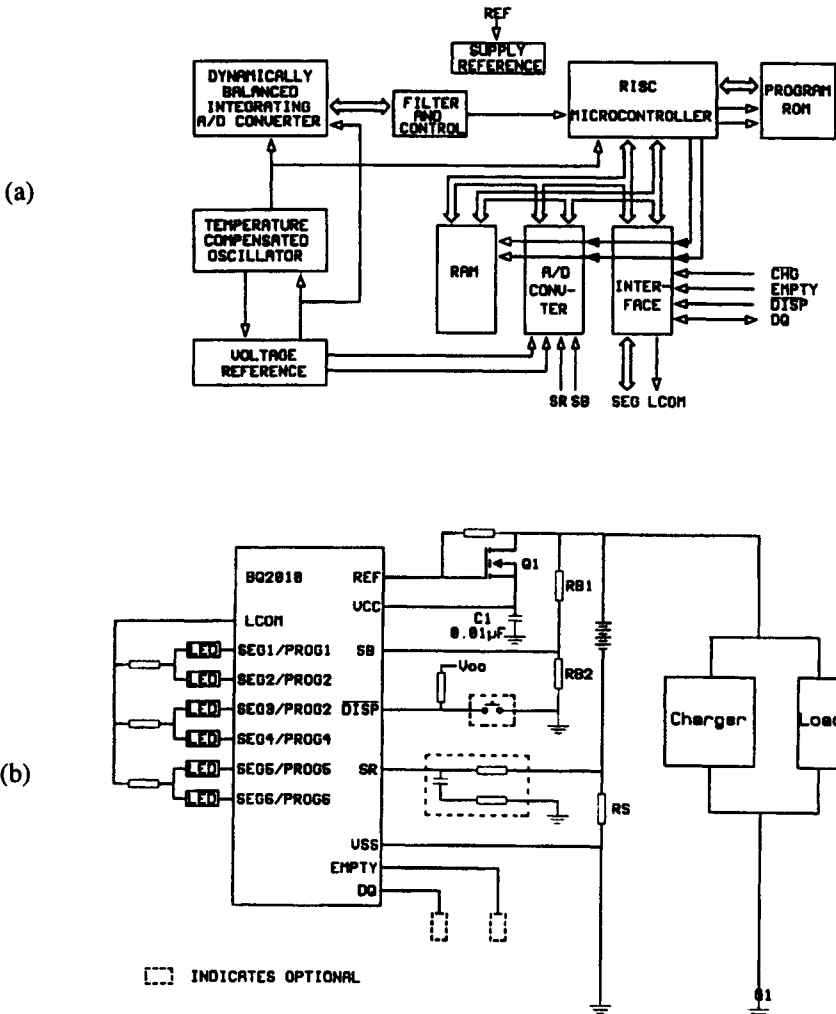 (a)
REF
SUPPLY
REFERENCE
DYNAMICALLY
BALANCED
INTEGRATING
A/D CONVERTER
FILTER
AND
CONTROL
RISC
MICROCONTROLLER
PROGRAM
ROM
TEMPERATURE
COMPENSATED
OSCILLATOR
RAM
A/D
CONV-
TER
INTER-
FACE
CHG
EMPTY
DISP
DQ
VOLTAGE
REFERENCE
SR SB
SEG LCOM
(b)
BQ2010
REF
Q1
RB1
VCC
C1
0.01µF
LCOM
LED
SEG1/PROG1
SB
LED
SEG2/PROG2
Vcc
RB2
LED
SEG3/PROG2
DISP
LED
SEG4/PROG4
Charger
Load
LED
SEG5/PROG5
SR
LED
SEG6/PROG6
RS
VSS
EMPTY
DQ
INDICATES OPTIONAL